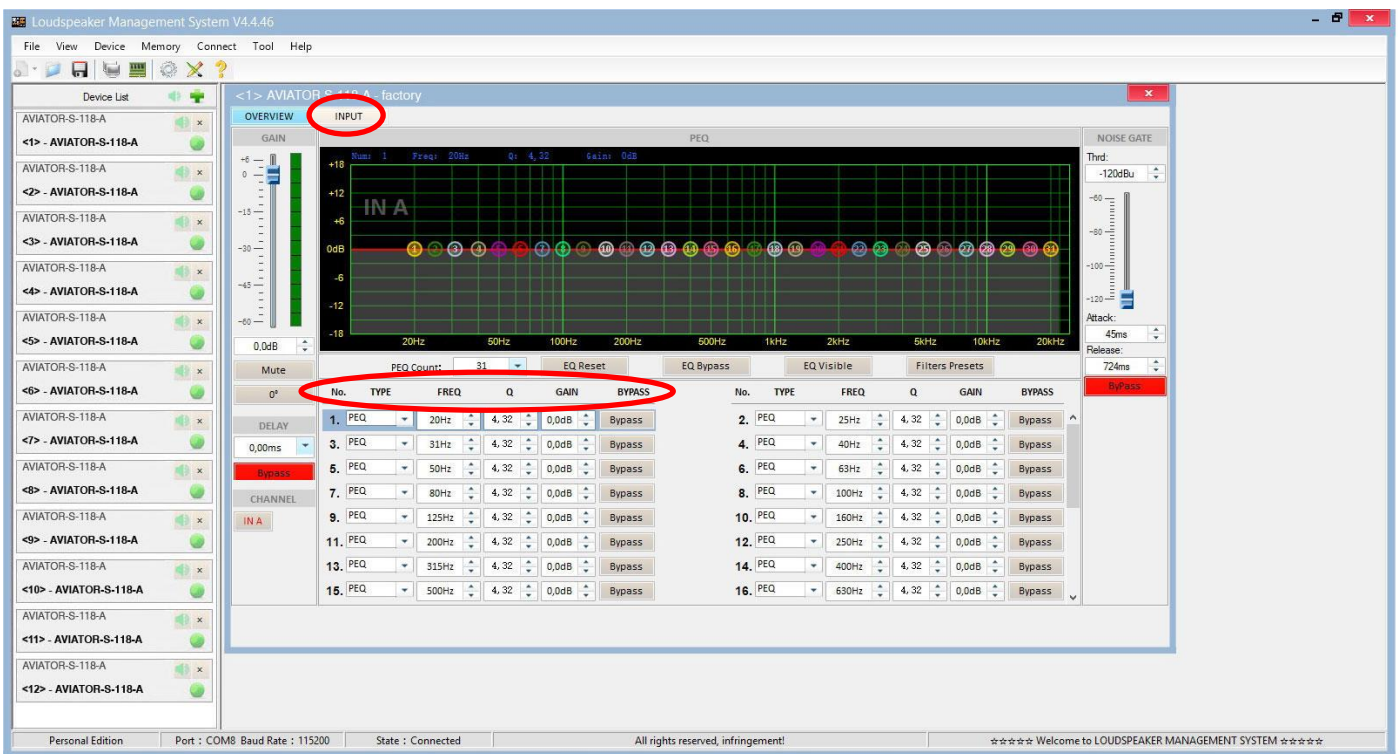 Loudspeaker Management System V4.4.46
File View Device Memory Connect Tool Help
Device List
AVIATOR-S-118-A
<1> - AVIATOR-S-118-A
AVIATOR-S-118-A
<2> - AVIATOR-S-118-A
AVIATOR-S-118-A
<3> - AVIATOR-S-118-A
AVIATOR-S-118-A
<4> - AVIATOR-S-118-A
AVIATOR-S-118-A
<5> - AVIATOR-S-118-A
AVIATOR-S-118-A
<6> - AVIATOR-S-118-A
AVIATOR-S-118-A
<7> - AVIATOR-S-118-A
AVIATOR-S-118-A
<8> - AVIATOR-S-118-A
AVIATOR-S-118-A
<9> - AVIATOR-S-118-A
AVIATOR-S-118-A
<10> - AVIATOR-S-118-A
AVIATOR-S-118-A
<11> - AVIATOR-S-118-A
AVIATOR-S-118-A
<12> - AVIATOR-S-118-A
<1> AVIATOR-S-118-A - factory
OVERVIEW INPUT
GAIN
+6
0
-15
-30
-45
-60
0,0dB
Mute
0°
DELAY
0,00ms
Bypass
CHANNEL
IN A
PEQ
Num: 1 Freq: 20Hz Q: 4,32 Gain: 0dB
IN A
+18
+12
+6
0dB
-6
-12
-18
20Hz 50Hz 100Hz 200Hz 500Hz 1kHz 2kHz 5kHz 10kHz 20kHz
PEQ Count: 31 EQ Reset EQ Bypass EQ Visible Filters Presets
No. TYPE FREQ Q GAIN BYPASS No. TYPE FREQ Q GAIN BYPASS
1. PEQ 20Hz 4,32 0,0dB Bypass 2. PEQ 25Hz 4,32 0,0dB Bypass
3. PEQ 31Hz 4,32 0,0dB Bypass 4. PEQ 40Hz 4,32 0,0dB Bypass
5. PEQ 50Hz 4,32 0,0dB Bypass 6. PEQ 63Hz 4,32 0,0dB Bypass
7. PEQ 80Hz 4,32 0,0dB Bypass 8. PEQ 100Hz 4,32 0,0dB Bypass
9. PEQ 125Hz 4,32 0,0dB Bypass 10. PEQ 160Hz 4,32 0,0dB Bypass
11. PEQ 200Hz 4,32 0,0dB Bypass 12. PEQ 250Hz 4,32 0,0dB Bypass
13. PEQ 315Hz 4,32 0,0dB Bypass 14. PEQ 400Hz 4,32 0,0dB Bypass
15. PEQ 500Hz 4,32 0,0dB Bypass 16. PEQ 630Hz 4,32 0,0dB Bypass
NOISE GATE
Thrd:
-120dBu
-60
-80
-100
-120
Attack:
45ms
Release:
724ms
ByPass
Personal Edition Port : COM8 Baud Rate : 115200 State : Connected All rights reserved, infringement! ☆☆☆☆☆ Welcome to LOUDSPEAKER MANAGEMENT SYSTEM ☆☆☆☆☆